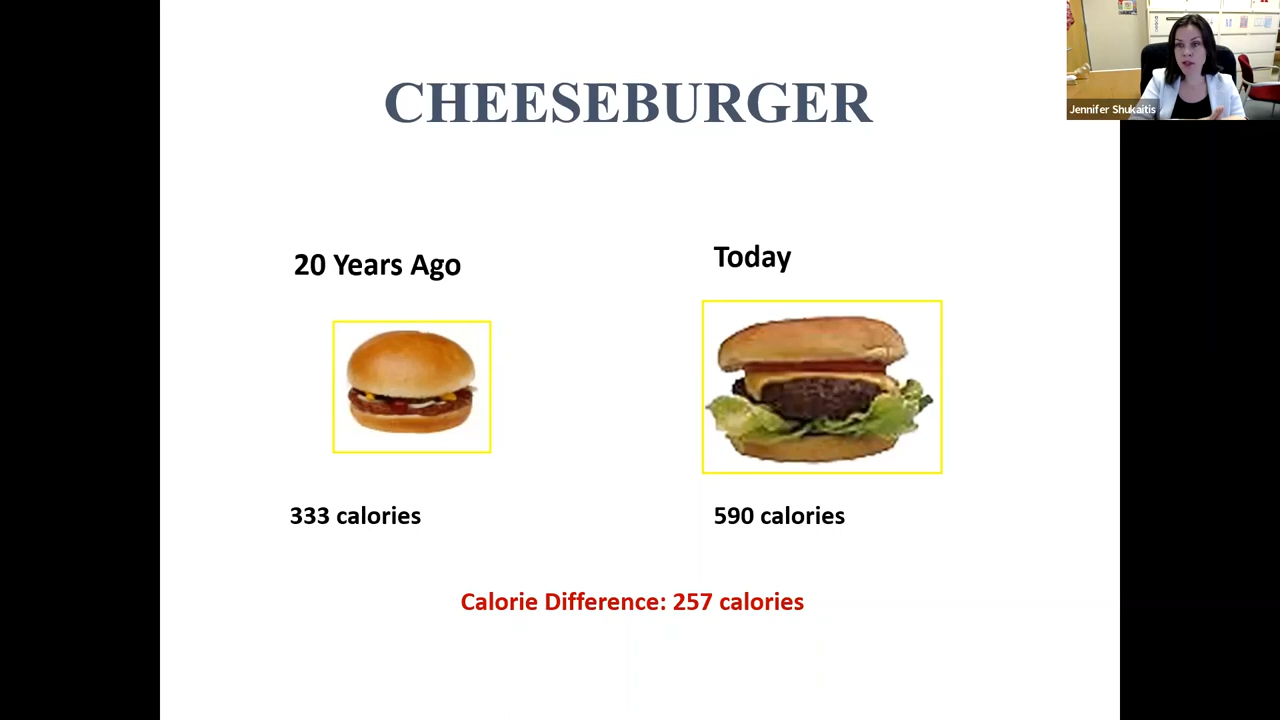 CHEESEBURGER
Jennifer Shukaitis
20 Years Ago
Today
333 calories
590 calories
Calorie Difference: 257 calories